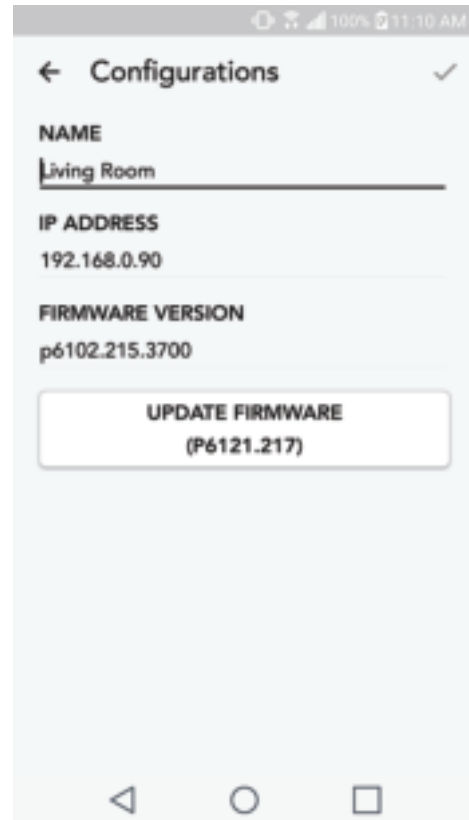 100% 11:10 AM
Configurations
NAME
Living Room
IP ADDRESS
192.168.0.90
FIRMWARE VERSION
p6102.215.3700
UPDATE FIRMWARE
(P6121.217)